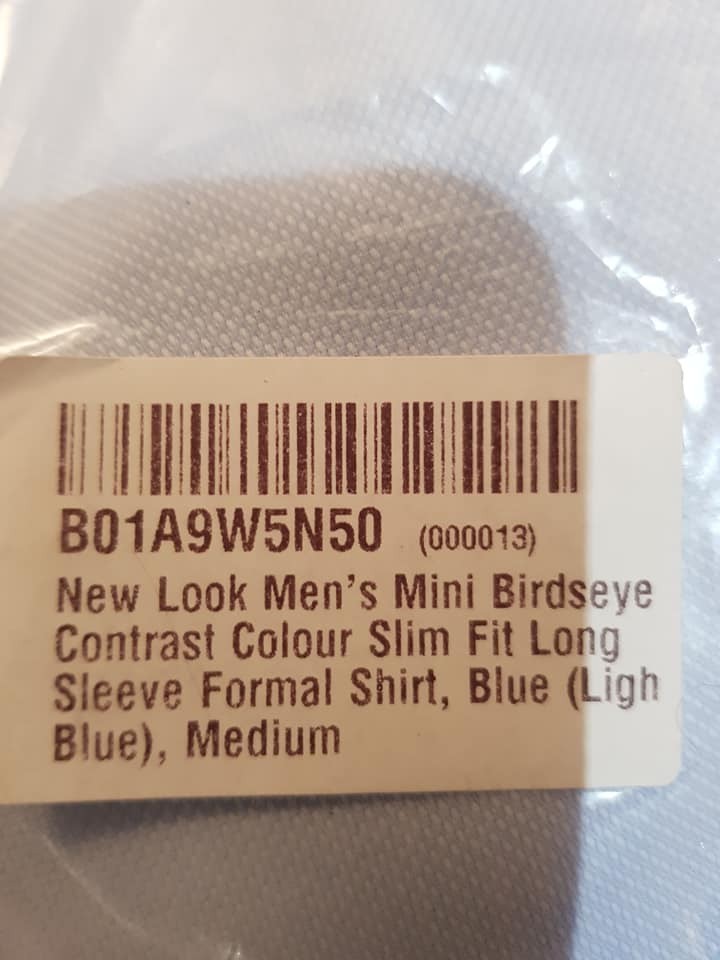 B01A9W5N50 (000013)
New Look Men's Mini Birdseye
Contrast Colour Slim Fit Long
Sleeve Formal Shirt, Blue (Ligh
Blue), Medium